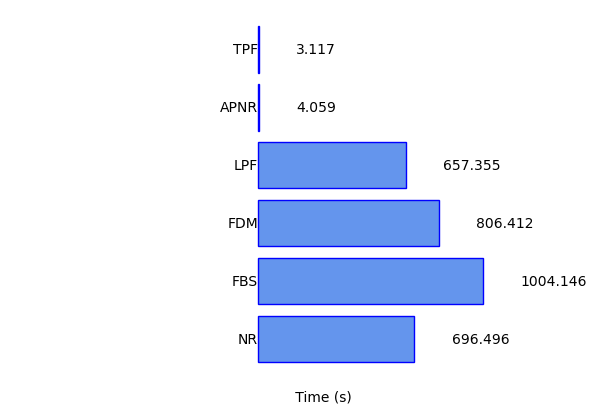 TPF 3.117
APNR 4.059
LPF 657.355
FDM 806.412
FBS 1004.146
NR 696.496
Time (s)